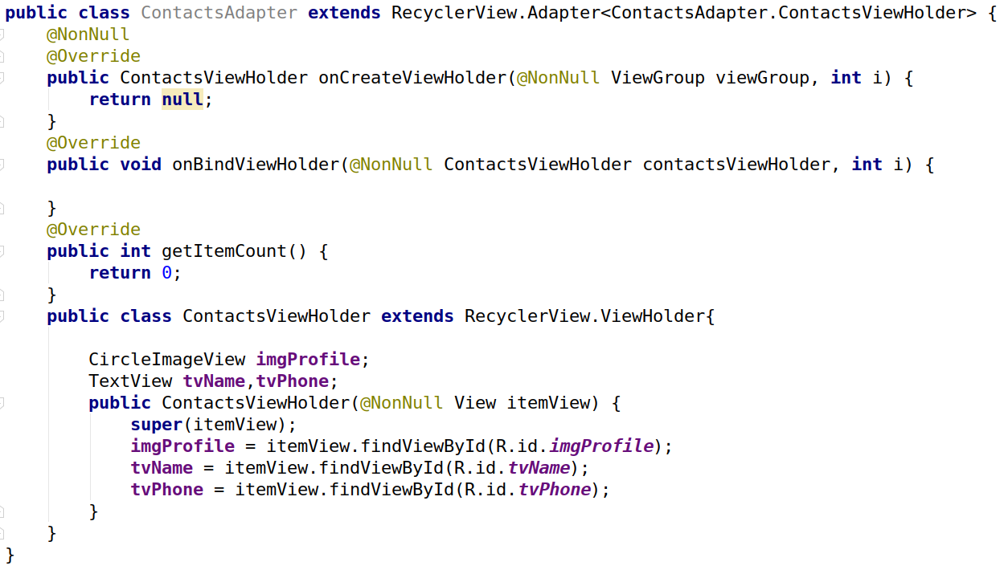 public class ContactsAdapter extends RecyclerView.Adapter<ContactsAdapter.ContactsViewHolder> {
    @NonNull
    @Override
    public ContactsViewHolder onCreateViewHolder(@NonNull ViewGroup viewGroup, int i) {
        return null;
    }
    @Override
    public void onBindViewHolder(@NonNull ContactsViewHolder contactsViewHolder, int i) {

    }
    @Override
    public int getItemCount() {
        return 0;
    }
    public class ContactsViewHolder extends RecyclerView.ViewHolder{

        CircleImageView imgProfile;
        TextView tvName,tvPhone;
        public ContactsViewHolder(@NonNull View itemView) {
            super(itemView);
            imgProfile = itemView.findViewById(R.id.imgProfile);
            tvName = itemView.findViewById(R.id.tvName);
            tvPhone = itemView.findViewById(R.id.tvPhone);
        }
    }
}